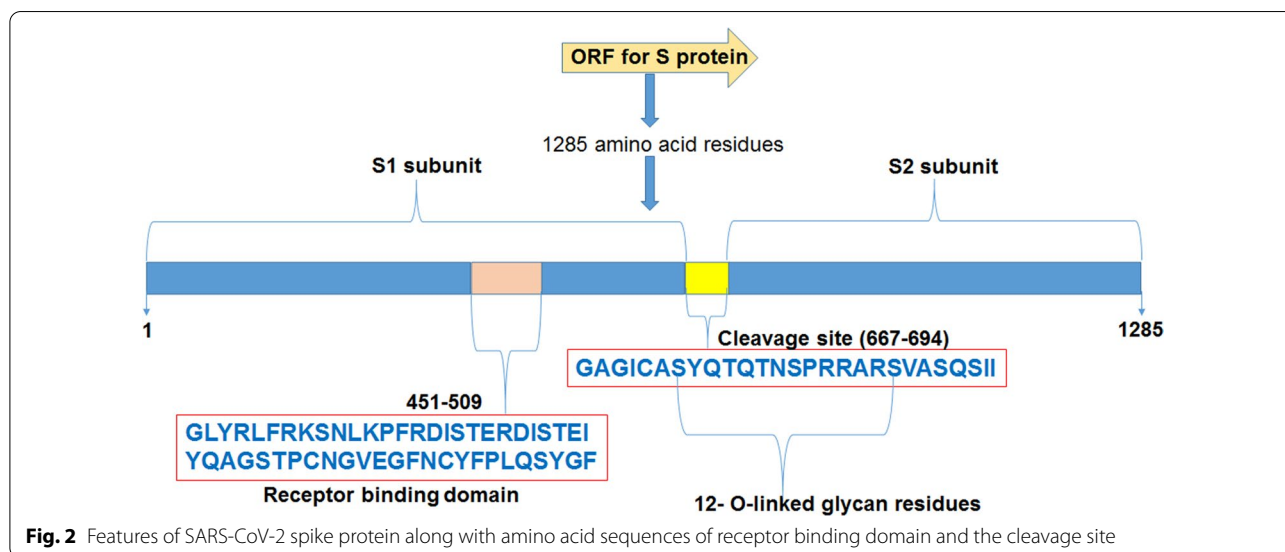 ORF for S protein
1285 amino acid residues
S1 subunit
S2 subunit
1
1285
Cleavage site (667-694)
GAGICASYQTQTNSPRRARSVASQSII
451-509
GLYRLFRKSNLKPFRDISTERDISTEI
YQAGSTPCNGVEGFNCYFPLQSYGF
Receptor binding domain
12- O-linked glycan residues
Fig. 2 Features of SARS-CoV-2 spike protein along with amino acid sequences of receptor binding domain and the cleavage site